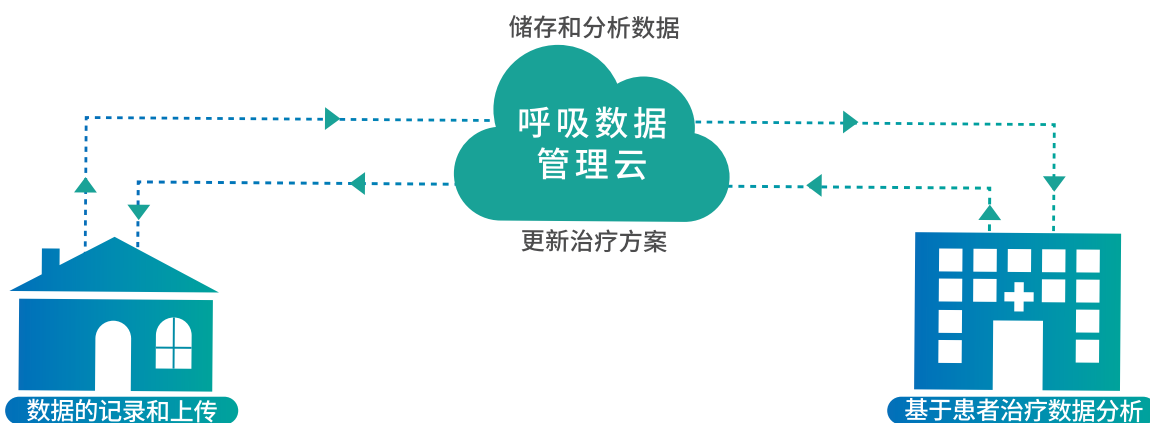 储存和分析数据
呼吸数据
管理云
更新治疗方案
数据的记录和上传
基于患者治疗数据分析